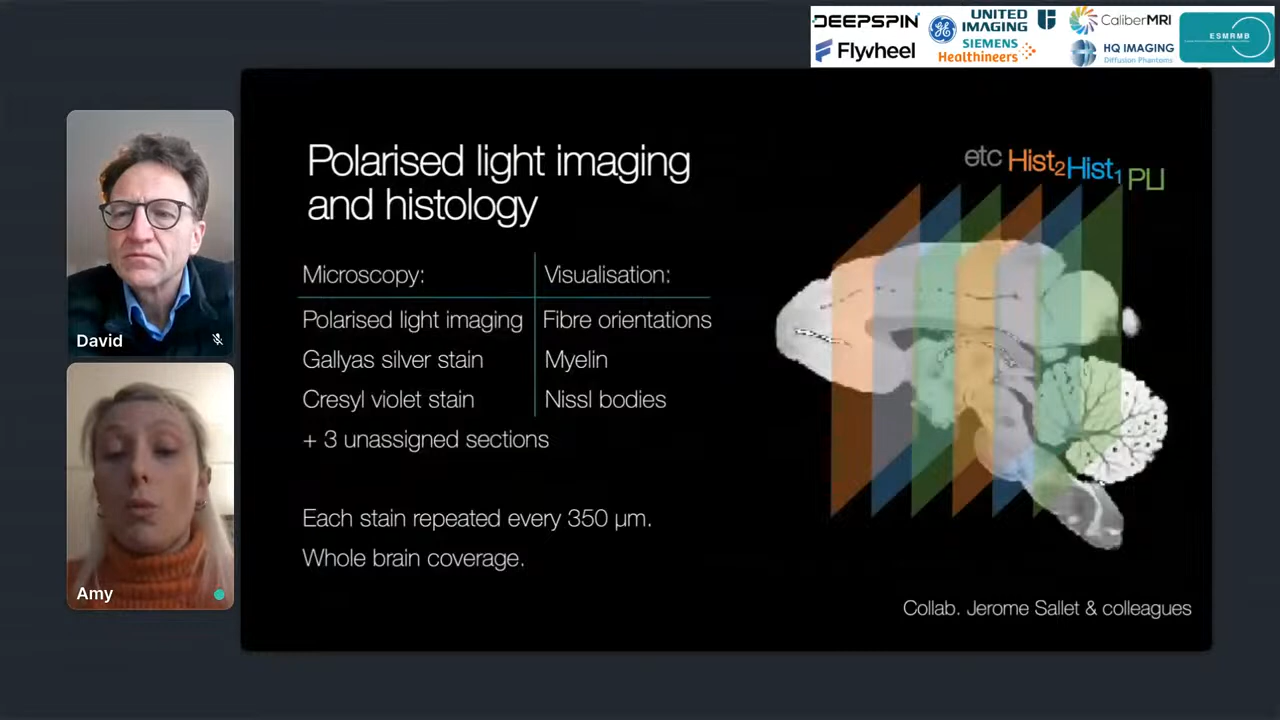 DEEPSPIN
UNITED
IMAGING
CaliberMRI
Flywheel
SIEMENS
Healthineers
HQ IMAGING
Diffusion Phantoms
ESMRMB
Polarised light imaging
and histology
etc Hist2 Hist1 PLI
Microscopy: Visualisation:
Polarised light imaging Fibre orientations
Gallyas silver stain Myelin
Cresyl violet stain Nissl bodies
+ 3 unassigned sections
Each stain repeated every 350 µm.
Whole brain coverage.
Collab. Jerome Sallet & colleagues
David
Amy